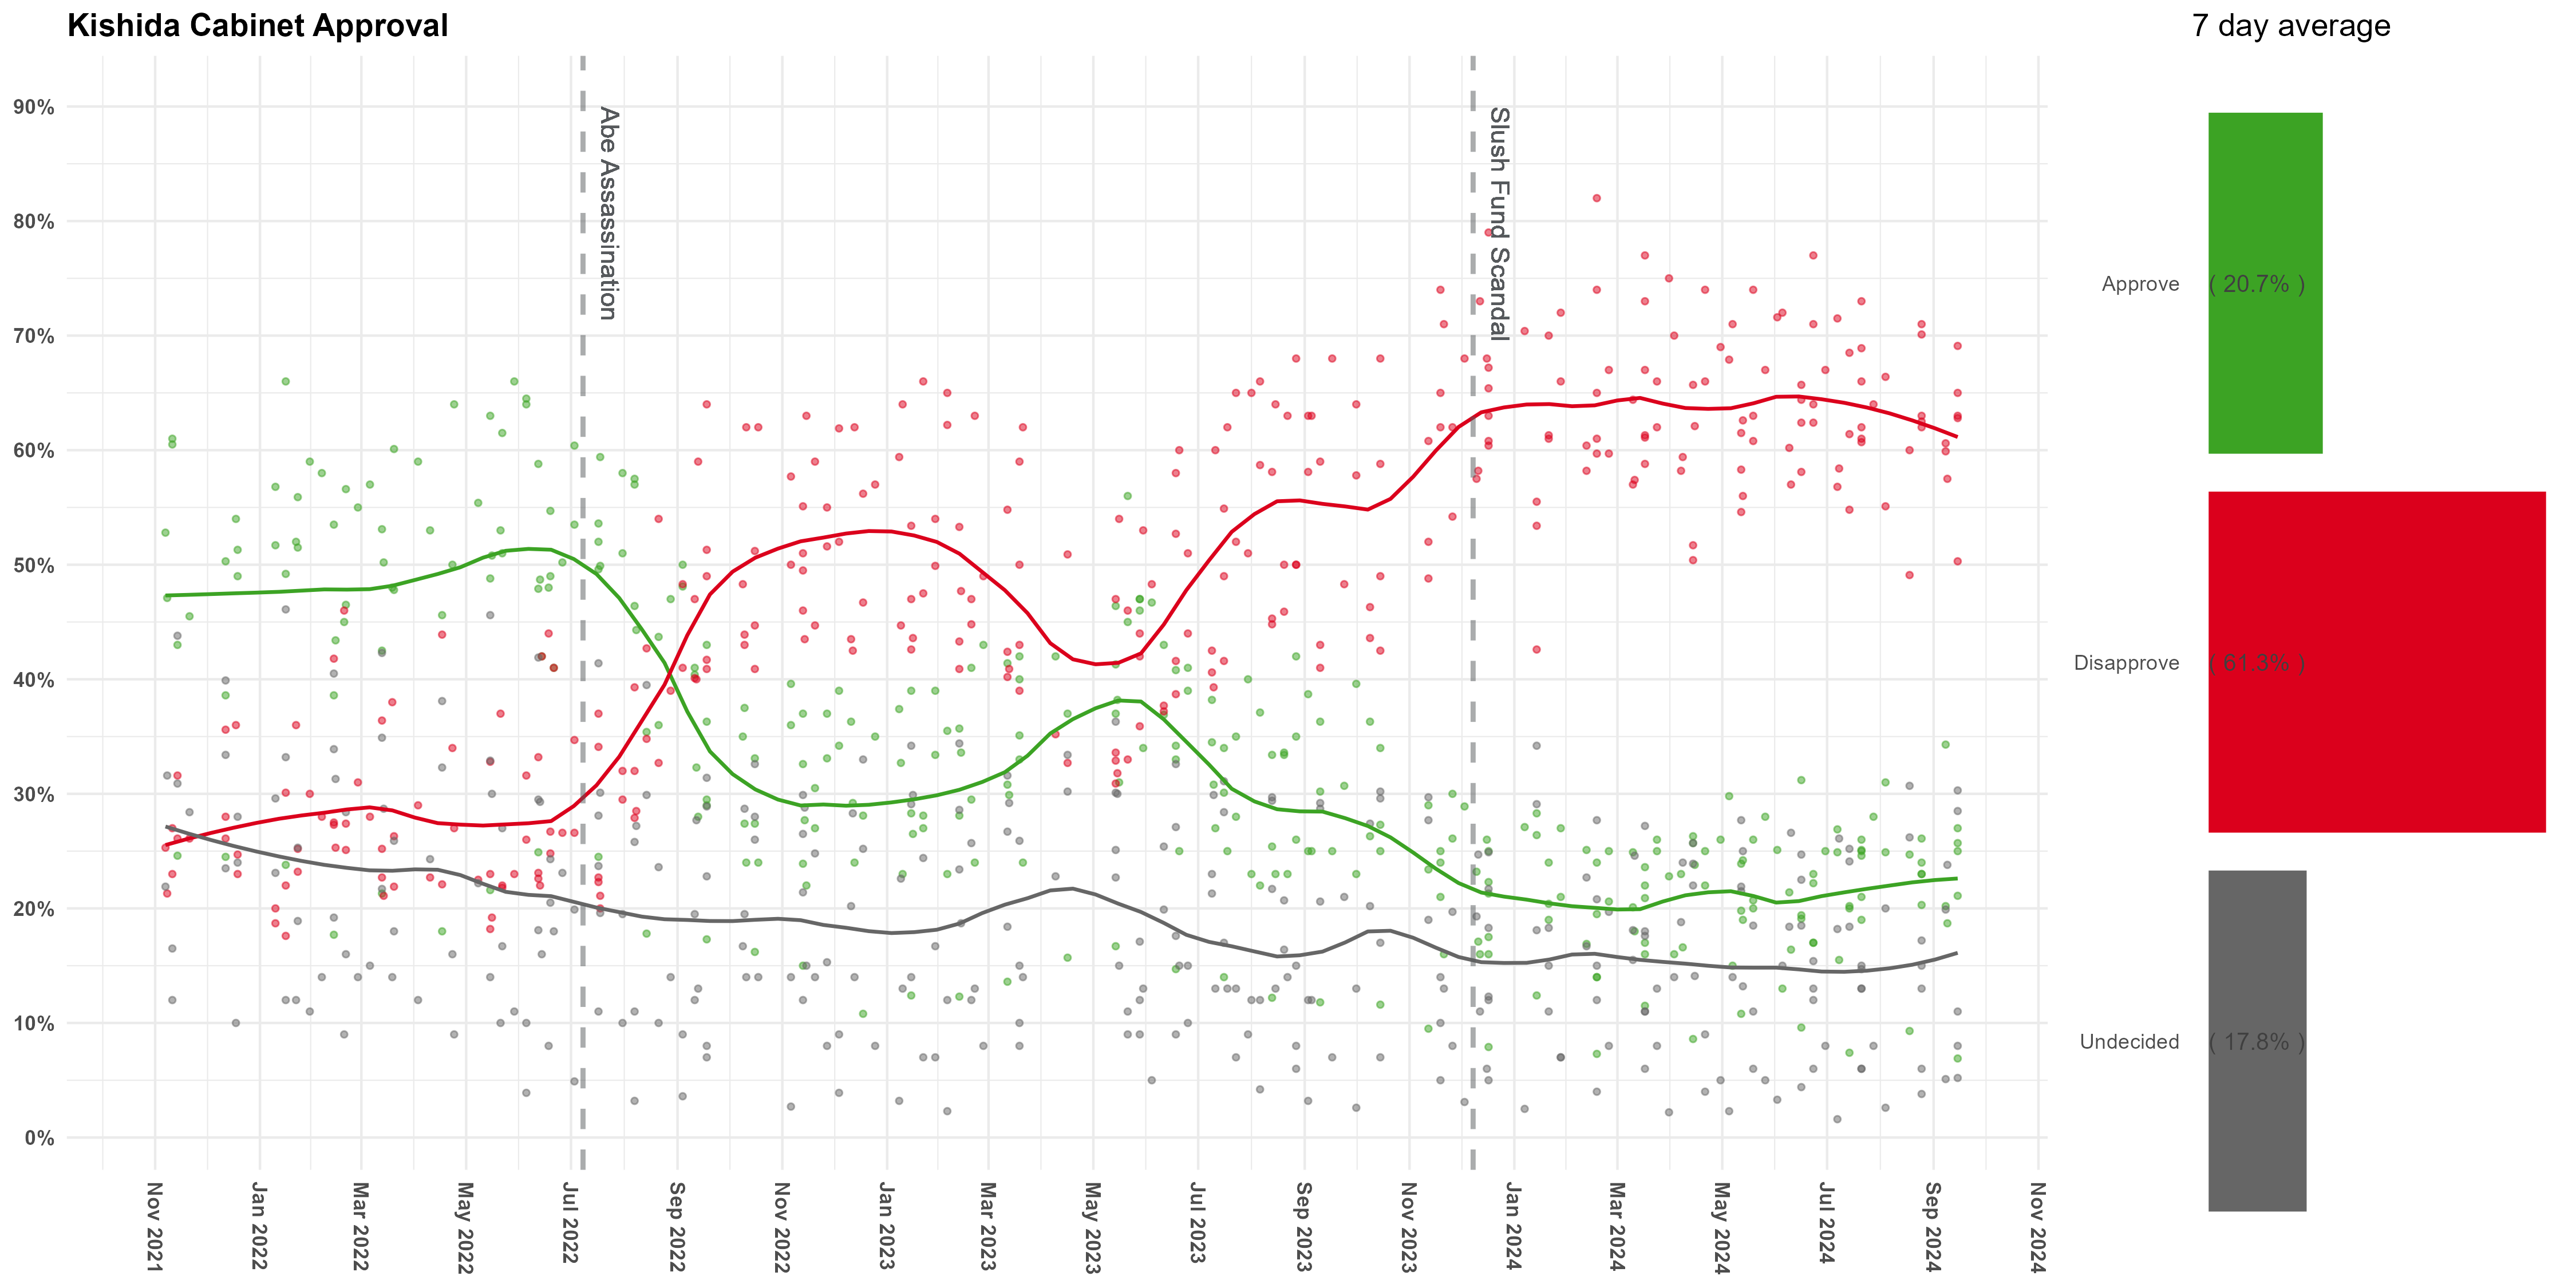 Kishida Cabinet Approval
7 day average
90%
80%
70%
60%
50%
40%
30%
20%
10%
0%
Abe Assassination
Slush Fund Scandal
Nov 2021
Jan 2022
Mar 2022
May 2022
Jul 2022
Sep 2022
Nov 2022
Jan 2023
Mar 2023
May 2023
Jul 2023
Sep 2023
Nov 2023
Jan 2024
Mar 2024
May 2024
Jul 2024
Sep 2024
Nov 2024
Approve
( 20.7% )
Disapprove
( 61.3% )
Undecided
( 17.8% )